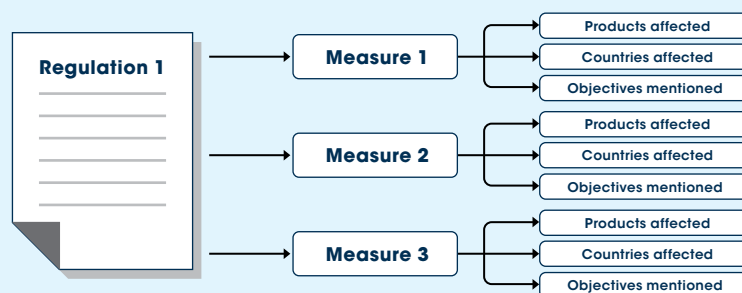 Regulation 1
Measure 1
Products affected
Countries affected
Objectives mentioned
Measure 2
Products affected
Countries affected
Objectives mentioned
Measure 3
Products affected
Countries affected
Objectives mentioned